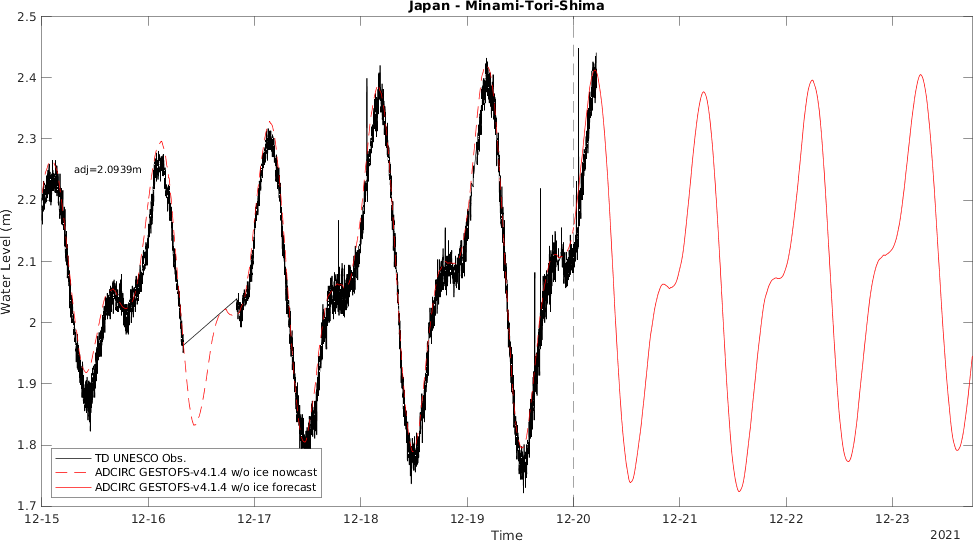 Japan - Minami-Tori-Shima
2.5
2.4
2.3
2.2
2.1
2
1.9
1.8
1.7
Water Level (m)
adj=2.0939m
TD UNESCO Obs.
ADCIRC GESTOFS-v4.1.4 w/o ice nowcast
ADCIRC GESTOFS-v4.1.4 w/o ice forecast
12-15 12-16 12-17 12-18 12-19 12-20 12-21 12-22 12-23
Time
2021